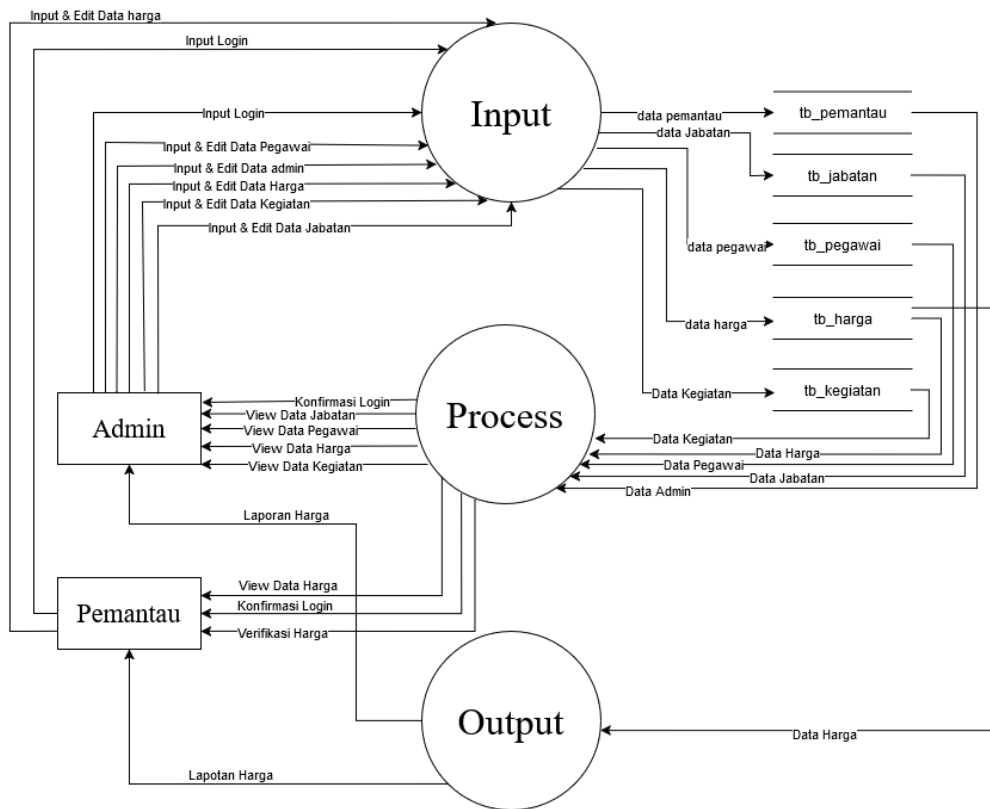 Input & Edit Data harga
Input Login
Input Login
Input & Edit Data Pegawai
Input & Edit Data admin
Input & Edit Data Harga
Input & Edit Data Kegiatan
Input & Edit Data Jabatan
Input
data pemantau
data Jabatan
data pegawai
data harga
Data Kegiatan
tb_pemantau
tb_jabatan
tb_pegawai
tb_harga
tb_kegiatan
Admin
Konfirmasi Login
View Data Jabatan
View Data Pegawai
View Data Harga
View Data Kegiatan
Process
Data Kegiatan
Data Harga
Data Pegawai
Data Jabatan
Data Admin
Laporan Harga
Pemantau
View Data Harga
Konfirmasi Login
Verifikasi Harga
Output
Data Harga
Lapotan Harga